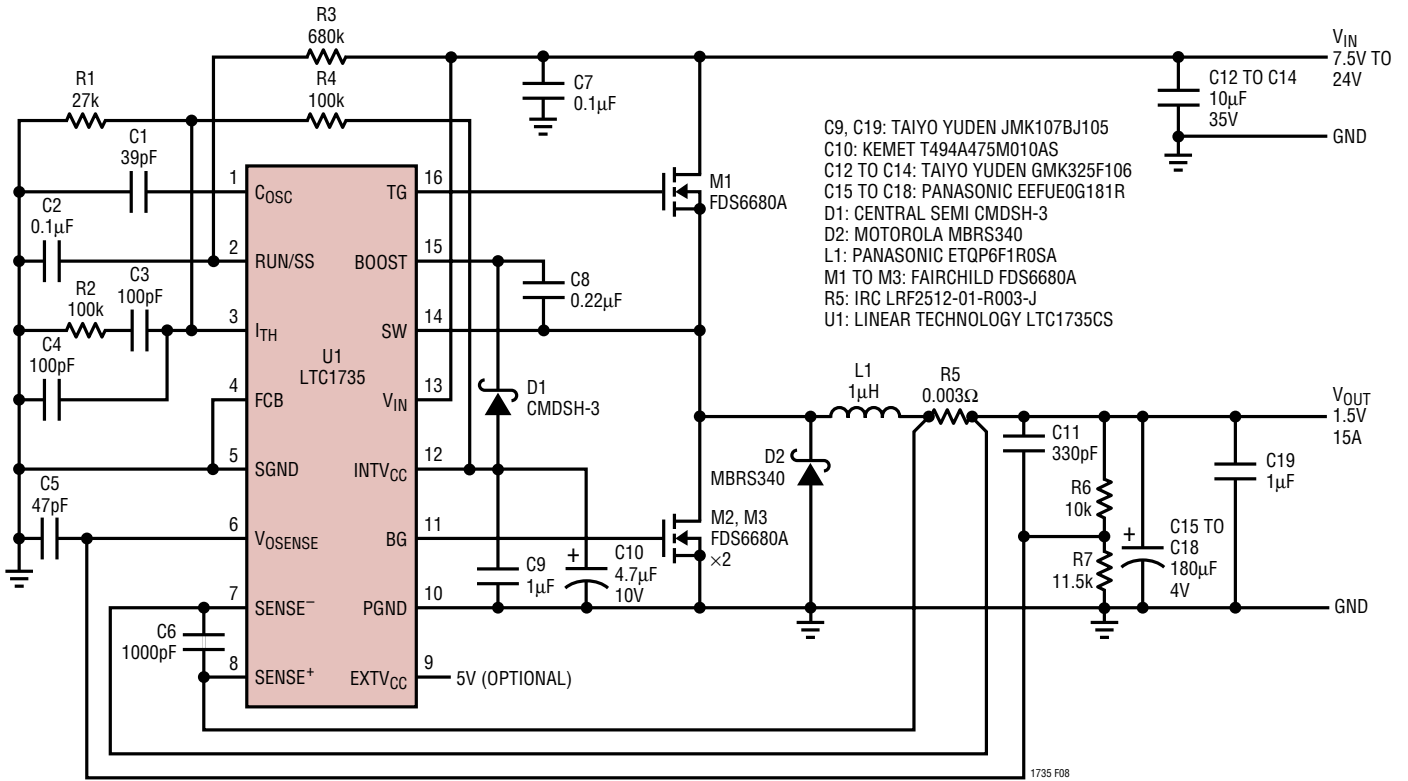 R3
680k
V_IN
7.5V TO
24V
R1
27k
R4
100k
C7
0.1µF
C12 TO C14
10µF
35V
GND
C1
39pF
C9, C19: TAIYO YUDEN JMK107BJ105
C10: KEMET T494A475M010AS
C12 TO C14: TAIYO YUDEN GMK325F106
C15 TO C18: PANASONIC EEFUE0G181R
D1: CENTRAL SEMI CMDSH-3
D2: MOTOROLA MBRS340
L1: PANASONIC ETQP6F1R0SA
M1 TO M3: FAIRCHILD FDS6680A
R5: IRC LRF2512-01-R003-J
U1: LINEAR TECHNOLOGY LTC1735CS
1
C_OSC
TG
16
M1
FDS6680A
C2
0.1µF
2
RUN/SS
BOOST
15
C8
0.22µF
R2
100k
C3
100pF
3
I_TH
SW
14
U1
LTC1735
C4
100pF
4
FCB
V_IN
13
D1
CMDSH-3
L1
1µH
R5
0.003Ω
V_OUT
1.5V
15A
5
SGND
INTV_CC
12
D2
MBRS340
C11
330pF
C19
1µF
C5
47pF
6
V_OSENSE
BG
11
M2, M3
FDS6680A
×2
R6
10k
R7
11.5k
+
C15 TO
C18
180µF
4V
C9
1µF
+
C10
4.7µF
10V
7
SENSE⁻
PGND
10
GND
C6
1000pF
8
SENSE⁺
EXTV_CC
9
5V (OPTIONAL)
1735 F08